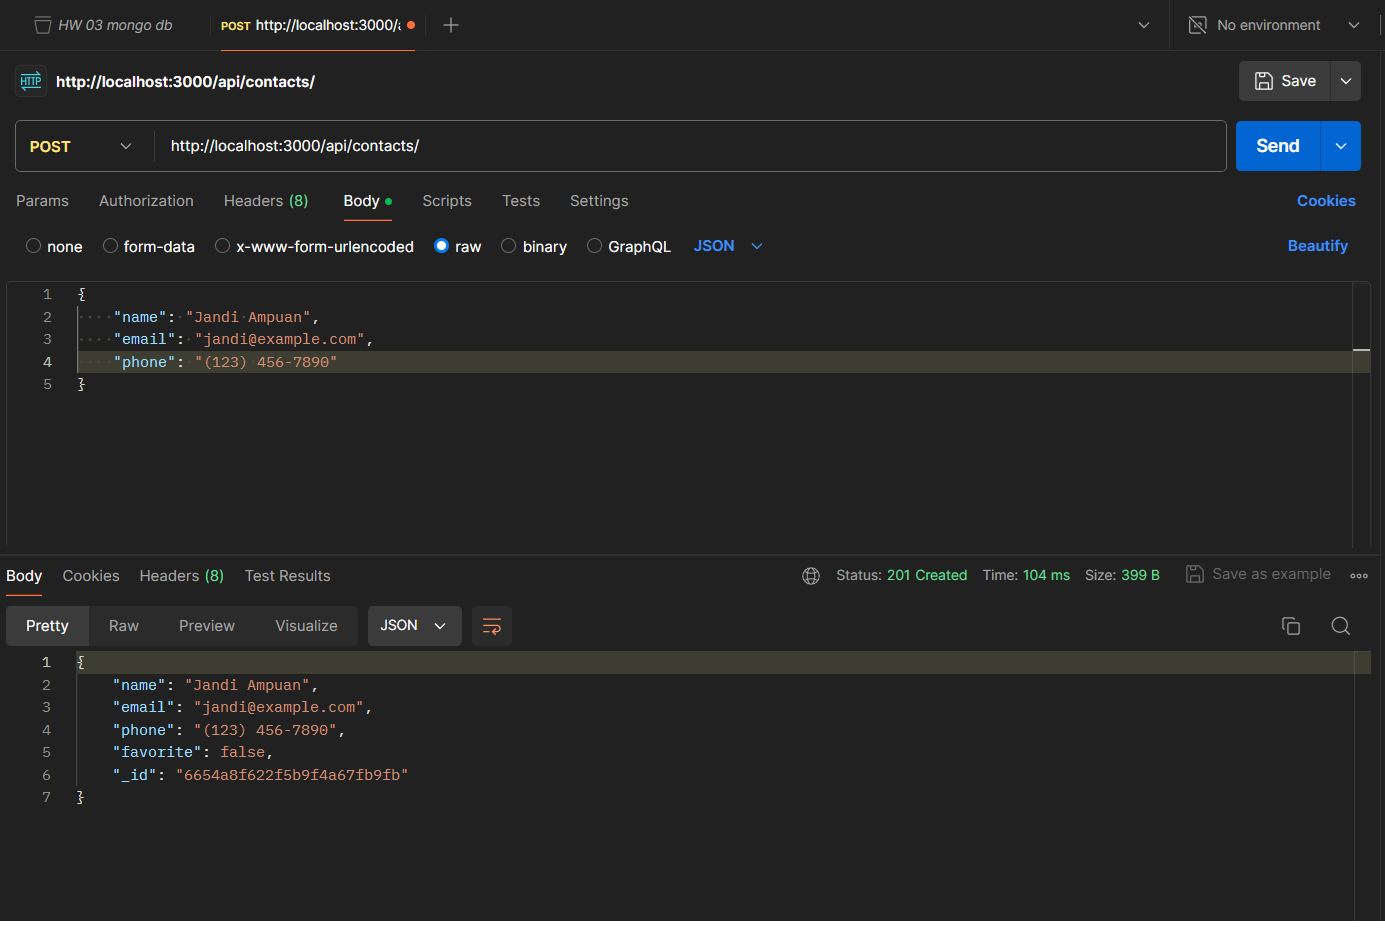 HW 03 mongo db
POST http://localhost:3000/
No environment
HTTP http://localhost:3000/api/contacts/
Save
POST http://localhost:3000/api/contacts/
Send
Params Authorization Headers (8) Body Scripts Tests Settings Cookies
none form-data x-www-form-urlencoded raw binary GraphQL JSON Beautify
1 {
2 "name": "Jandi Ampuan",
3 "email": "jandi@example.com",
4 "phone": "(123) 456-7890"
5 }
Body Cookies Headers (8) Test Results
Status: 201 Created Time: 104 ms Size: 399 B Save as example
Pretty Raw Preview Visualize JSON
1 {
2 "name": "Jandi Ampuan",
3 "email": "jandi@example.com",
4 "phone": "(123) 456-7890",
5 "favorite": false,
6 "_id": "6654a8f622f5b9f4a67fb9fb"
7 }